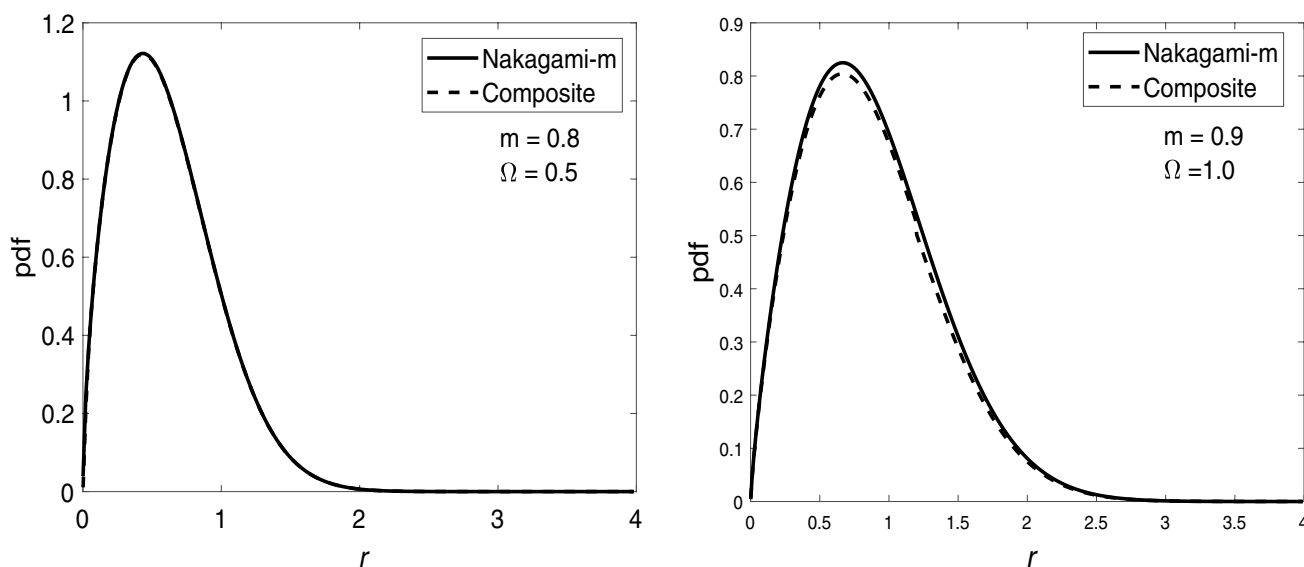 1.2
1
0.8
0.6
0.4
0.2
0
pdf
0 1 2 3 4
r
Nakagami-m
Composite
m = 0.8
Ω = 0.5
0.9
0.8
0.7
0.6
0.5
0.4
0.3
0.2
0.1
0
pdf
0 0.5 1 1.5 2 2.5 3 3.5 4
r
Nakagami-m
Composite
m = 0.9
Ω =1.0